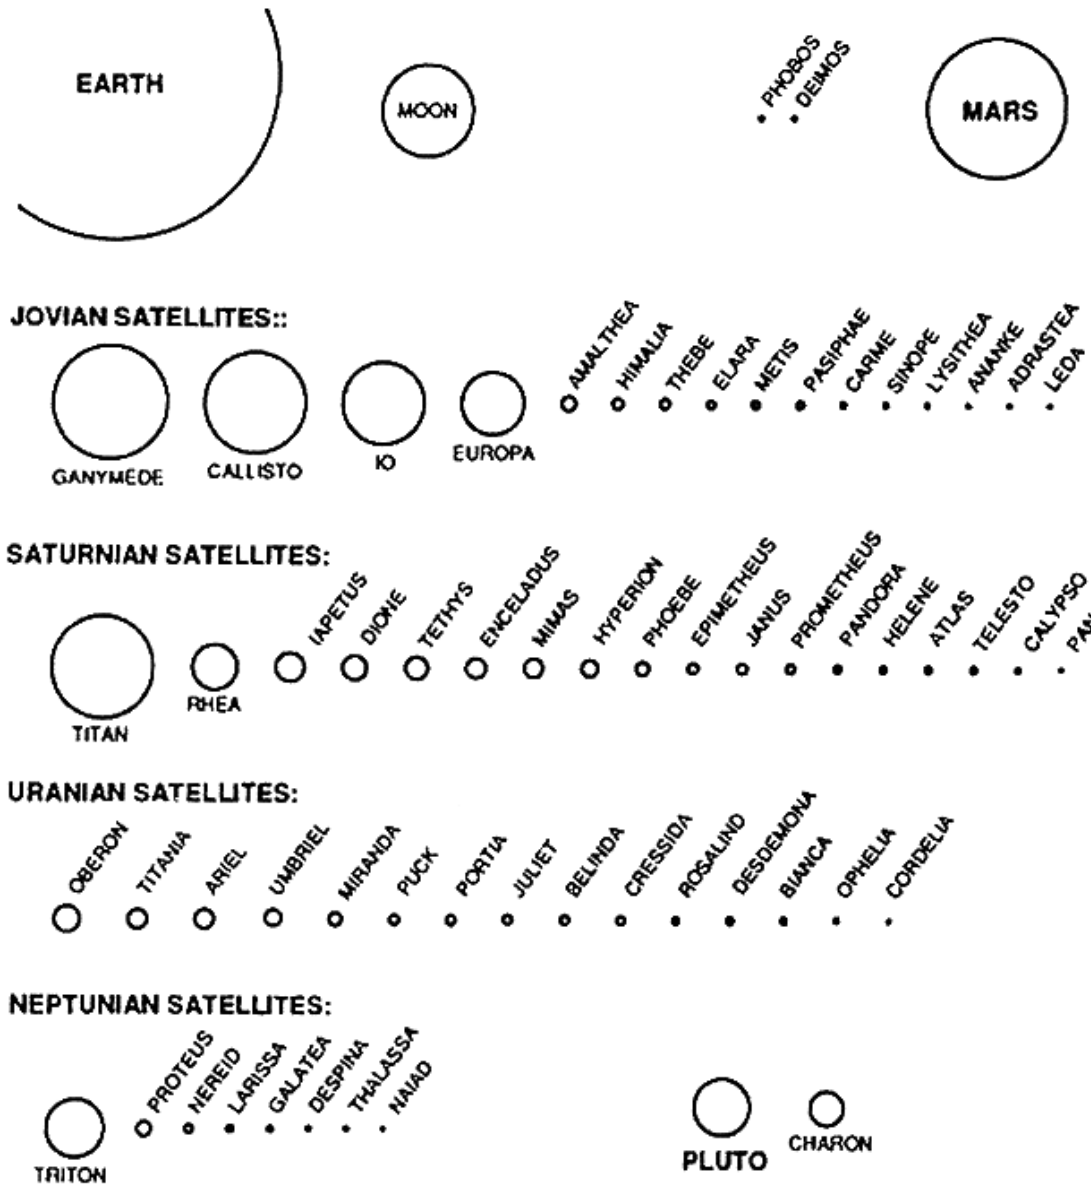 EARTH
MOON
PHOBOS
DEIMOS
MARS
JOVIAN SATELLITES::
GANYMEDE
CALLISTO
IO
EUROPA
AMALTHEA
HIMALIA
THEBE
ELARA
METIS
PASIPHAE
CARME
SINOPE
LYSITHEA
ANANKE
ADRASTEA
LEDA
SATURNIAN SATELLITES:
TITAN
RHEA
IAPETUS
DIONE
TETHYS
ENCELADUS
MIMAS
HYPERION
PHOEBE
EPIMETHEUS
JANUS
PROMETHEUS
PANDORA
HELENE
ATLAS
TELESTO
CALYPSO
PAN
URANIAN SATELLITES:
OBERON
TITANIA
ARIEL
UMBRIEL
MIRANDA
PUCK
PORTIA
JULIET
BELINDA
CRESSIDA
ROSALIND
DESDEMONA
BIANCA
OPHELIA
CORDELIA
NEPTUNIAN SATELLITES:
TRITON
PROTEUS
NEREID
LARISSA
GALATEA
DESPINA
THALASSA
NAIAD
PLUTO
CHARON